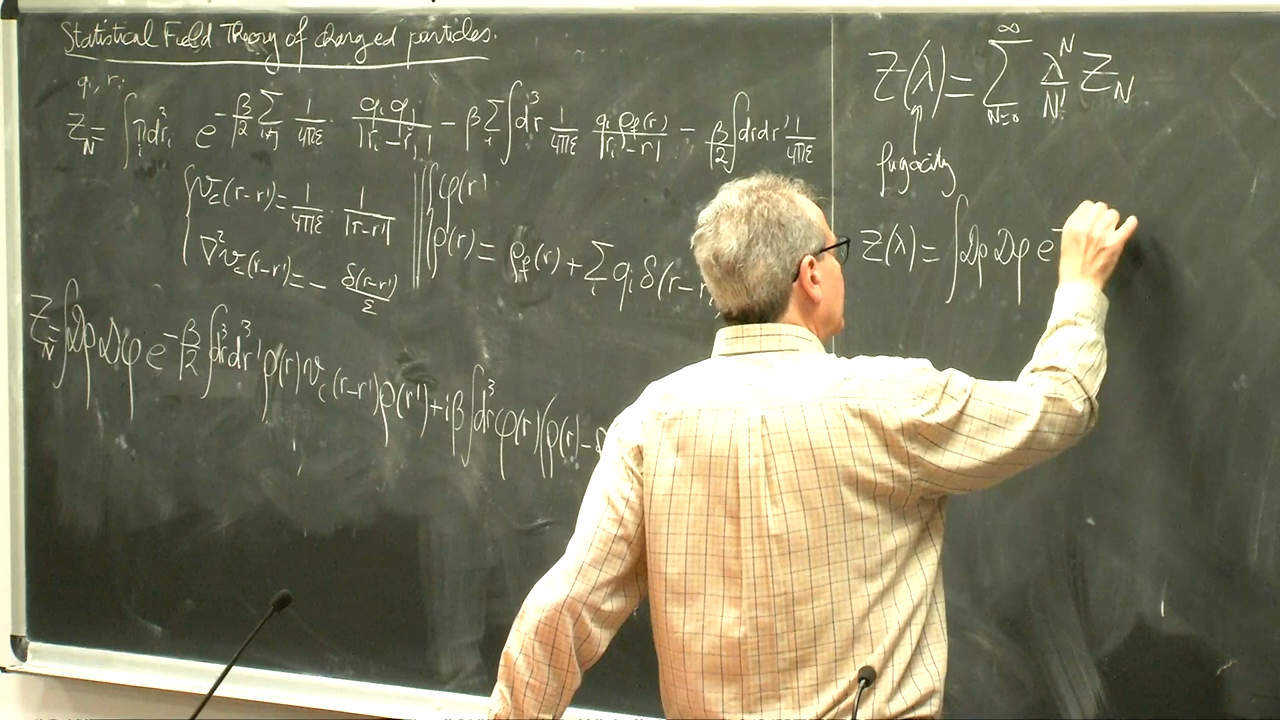 Statistical Field Theory of charged particles.
q_i, r_i
Z_N = ∫ ∏_i d^3r_i e^{-β/2 Σ_{i≠j} 1/4πε · q_i q_j/|r_i-r_j| - β Σ_i ∫d^3r 1/4πε q_i ρ_f(r)/|r_i-r| - β/2 ∫dr dr' 1/4πε
v_c(r-r') = 1/4πε · 1/|r-r'|
∇^2 v_c(r-r') = - δ(r-r')/ε
φ(r)
ρ(r) = ρ_f(r) + Σ_i q_i δ(r-r
Z_N = ∫Dρ Dφ e^{-β/2 ∫d^3r d^3r' ρ(r) v_c(r-r') ρ(r') + iβ ∫d^3r φ(r)(ρ(r)-
Z(λ) = Σ_{N=0}^∞ λ^N/N! Z_N
fugacity
Z(λ) = ∫Dρ Dφ e^-